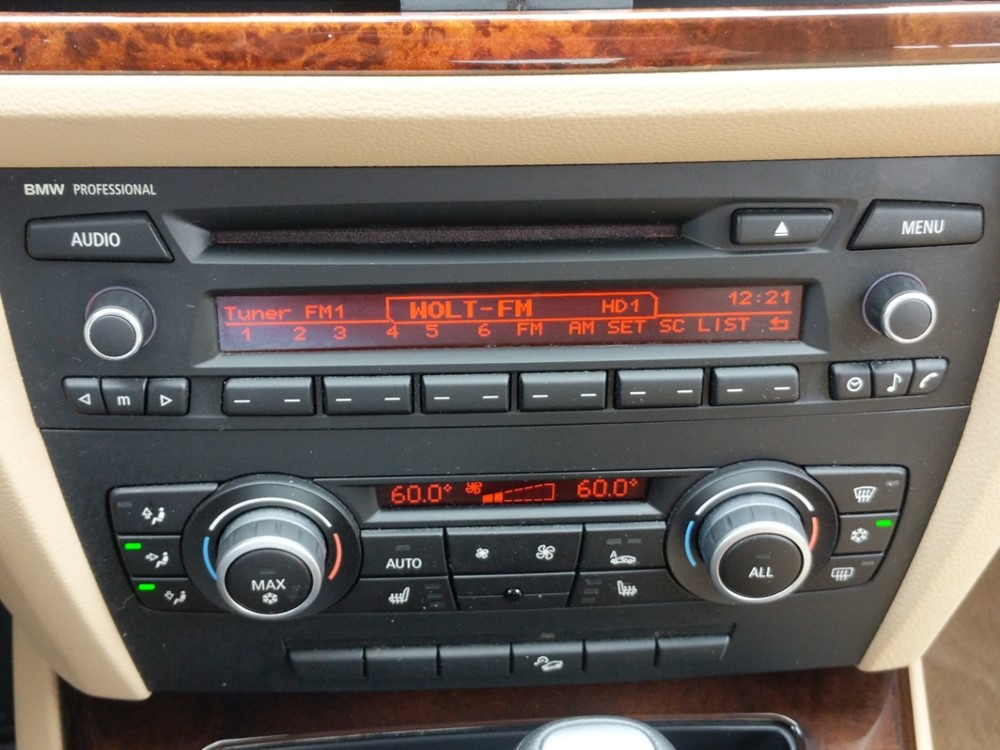 BMW PROFESSIONAL
AUDIO
MENU
Tuner FM1 WOLT-FM HD1 12:21
1 2 3 4 5 6 FM AM SET SC LIST
m
60.0° 60.0°
AUTO
A
MAX
ALL